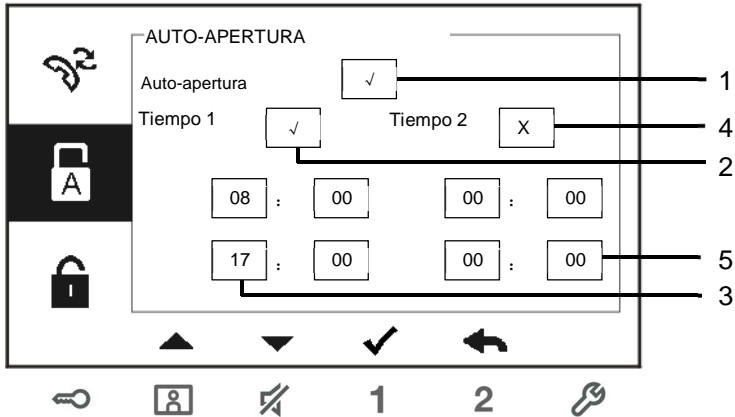 AUTO-APERTURA
Auto-apertura √ 1
Tiempo 1 √ Tiempo 2 X 4
2
A
08 : 00 00 : 00
17 : 00 00 : 00 5
3
I
1 2